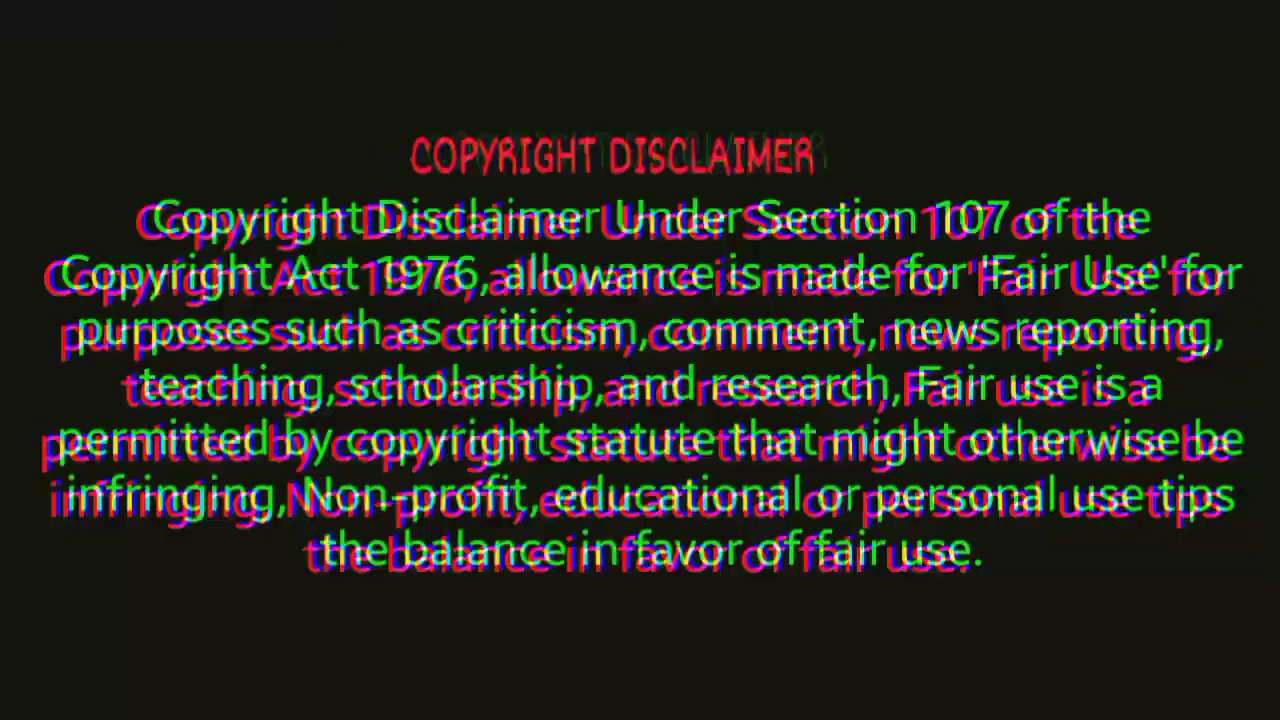 COPYRIGHT DISCLAIMER
Copyright Disclaimer Under Section 107 of the
Copyright Act 1976, allowance is made for 'Fair Use' for
purposes such as criticism, comment, news reporting,
teaching, scholarship, and research, Fair use is a
permitted by copyright statute that might otherwise be
infringing, Non-profit, educational or personal use tips
the balance in favor of fair use.